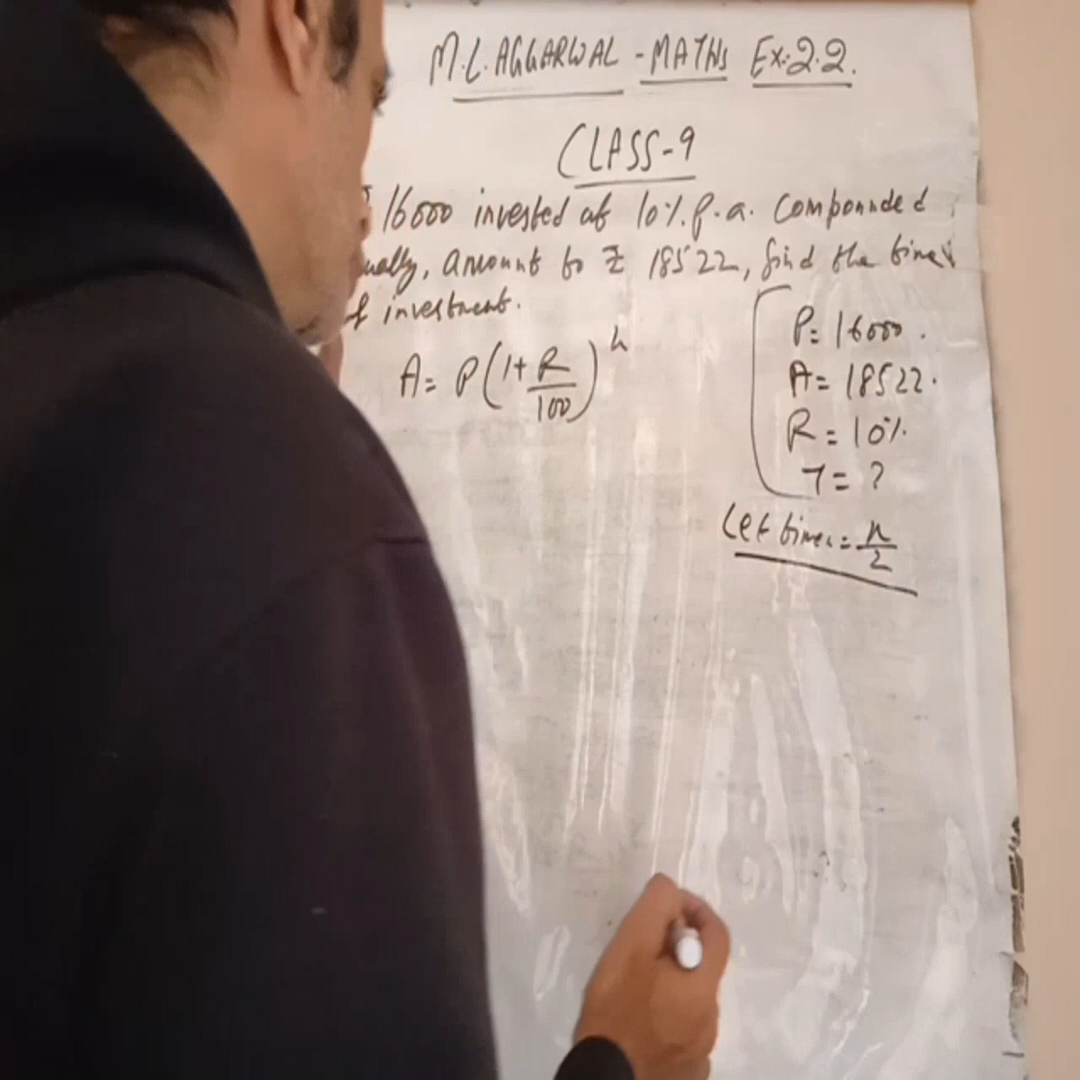 M.L. AGGARWAL - MATHS Ex:-2.2.
CLASS-9
₹ 16000 invested at 10% p.a. compounded
ually, amount to ₹ 18522, find the time
f investment.
A = P(1+R/100)^n
P = 16000.
A = 18522.
R = 10%.
T = ?
Let time = n/2